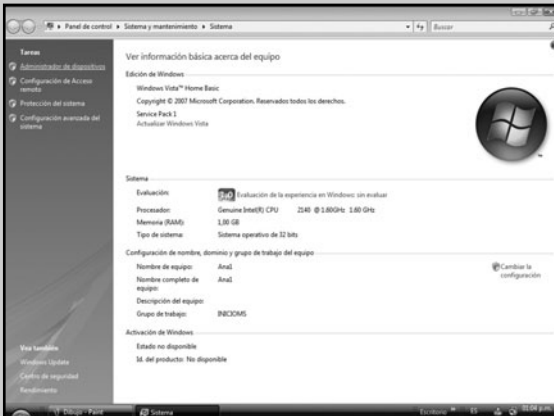 Panel de control ▸ Sistema y mantenimiento ▸ Sistema
Buscar
Tareas
Administrador de dispositivos
Configuración de Acceso remoto
Protección del sistema
Configuración avanzada del sistema
Vea también
Windows Update
Centro de seguridad
Rendimiento
Ver información básica acerca del equipo
Edición de Windows
Windows Vista™ Home Basic
Copyright © 2007 Microsoft Corporation. Reservados todos los derechos.
Service Pack 1
Actualizar Windows Vista
Sistema
Evaluación: Evaluación de la experiencia en Windows: sin evaluar
Procesador: Genuine Intel(R) CPU 2140 @ 1.60GHz 1.60 GHz
Memoria (RAM): 1,00 GB
Tipo de sistema: Sistema operativo de 32 bits
Configuración de nombre, dominio y grupo de trabajo del equipo
Nombre de equipo: Ana1
Cambiar la
configuración
Nombre completo de Ana1
equipo:
Descripción del equipo:
Grupo de trabajo: INICIOMS
Activación de Windows
Estado no disponible
Id. del producto: No disponible
Dibujo - Paint
Sistema
Escritorio
ES
01:04 p.m.